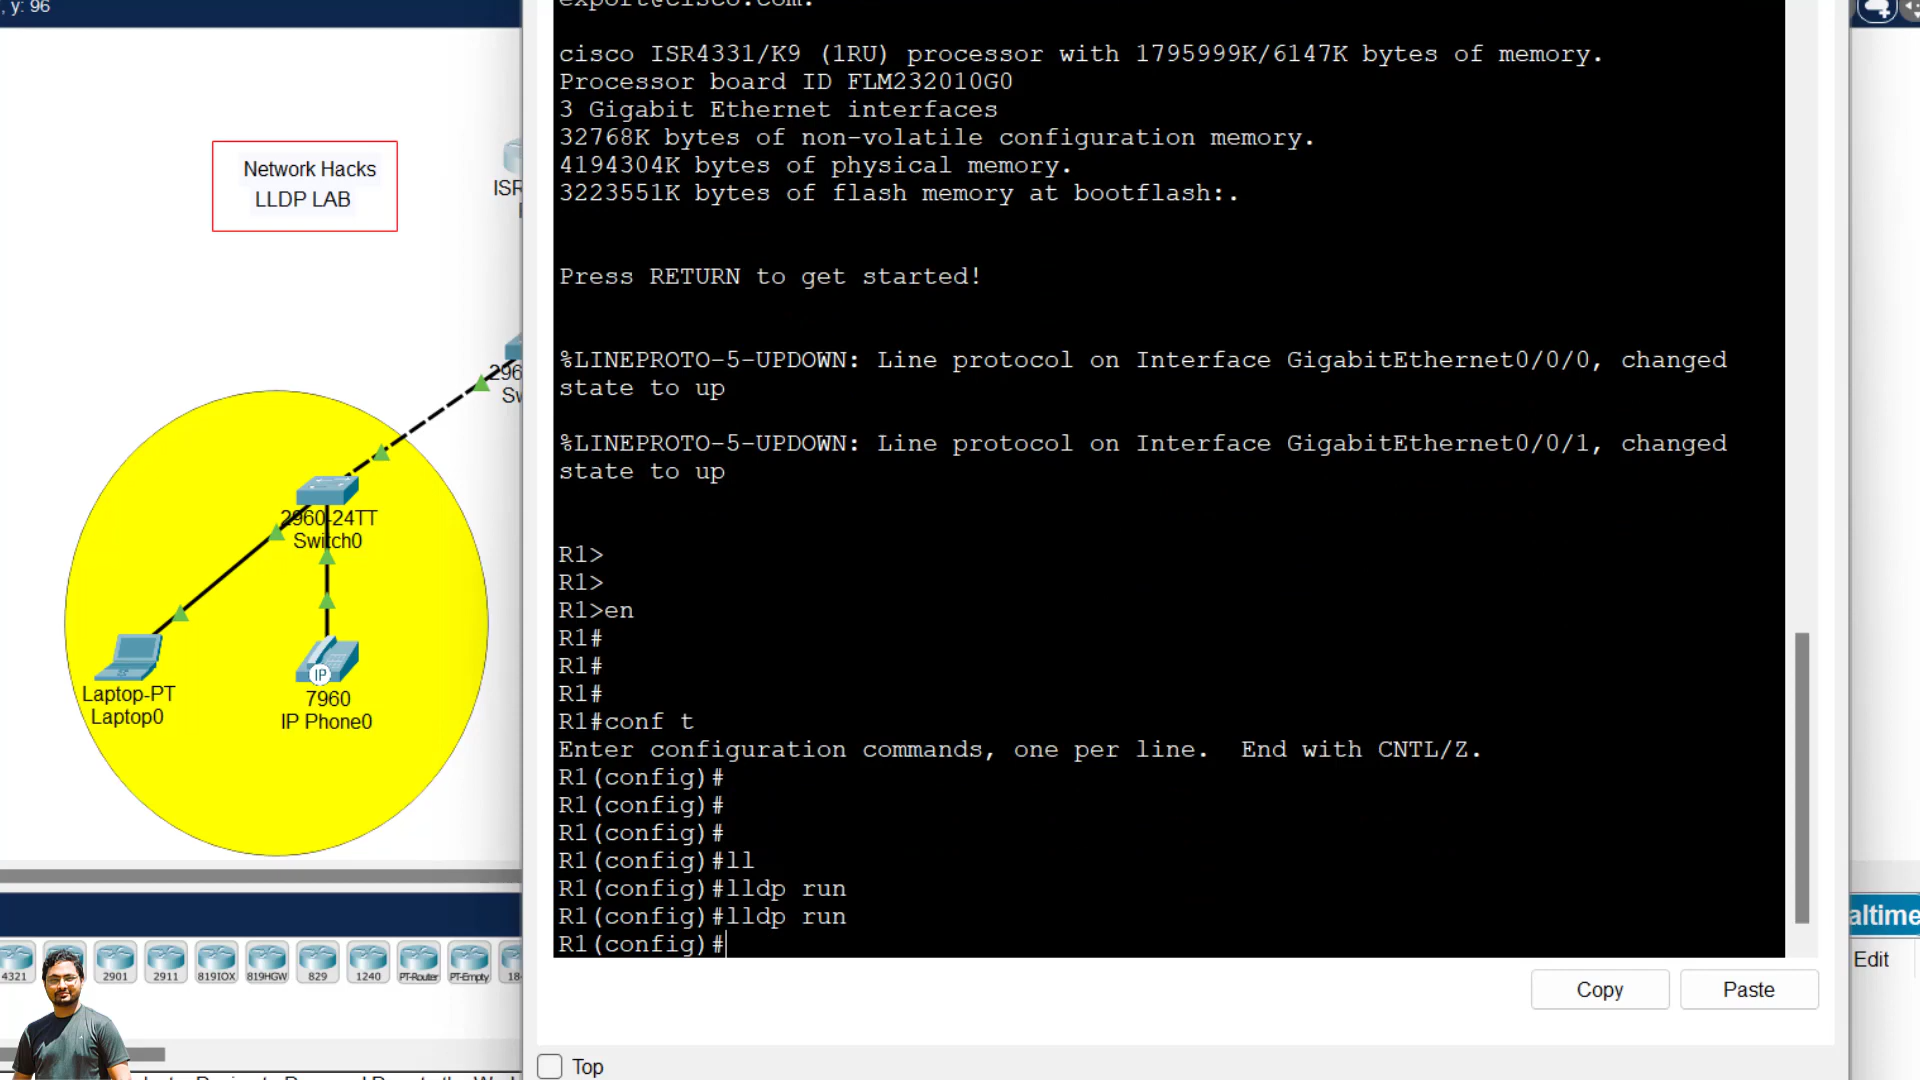 , y: 96
Network Hacks
LLDP LAB
ISR
296
Sw
2960-24TT
Switch0
Laptop-PT
Laptop0
IP
7960
IP Phone0
4321
2901
2911
819IOX
819HGW
829
1240
PT-Router
PT-Empty
export@cisco.com.
cisco ISR4331/K9 (1RU) processor with 1795999K/6147K bytes of memory.
Processor board ID FLM232010G0
3 Gigabit Ethernet interfaces
32768K bytes of non-volatile configuration memory.
4194304K bytes of physical memory.
3223551K bytes of flash memory at bootflash:.
Press RETURN to get started!
%LINEPROTO-5-UPDOWN: Line protocol on Interface GigabitEthernet0/0/0, changed
state to up
%LINEPROTO-5-UPDOWN: Line protocol on Interface GigabitEthernet0/0/1, changed
state to up
R1>
R1>
R1>en
R1#
R1#
R1#
R1#conf t
Enter configuration commands, one per line.  End with CNTL/Z.
R1(config)#
R1(config)#
R1(config)#
R1(config)#ll
R1(config)#lldp run
R1(config)#lldp run
R1(config)#
Copy
Paste
Top
altime
Edit